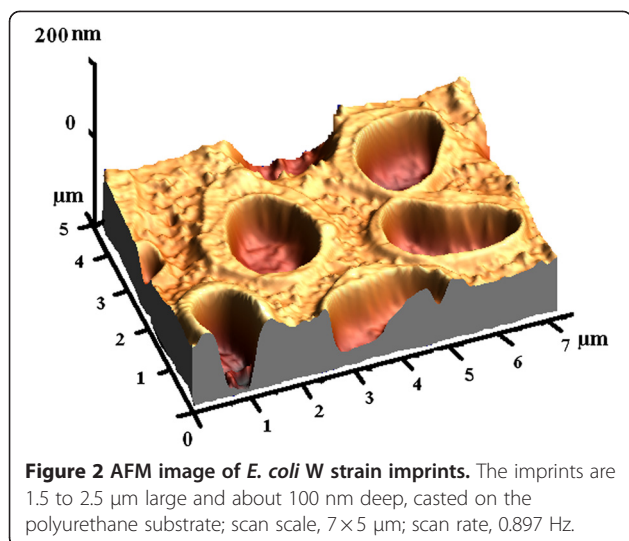 200 nm
0
μm
5
4
3
2
1
0
1
2
3
4
5
6
7 μm
Figure 2 AFM image of E. coli W strain imprints. The imprints are
1.5 to 2.5 μm large and about 100 nm deep, casted on the
polyurethane substrate; scan scale, 7×5 μm; scan rate, 0.897 Hz.